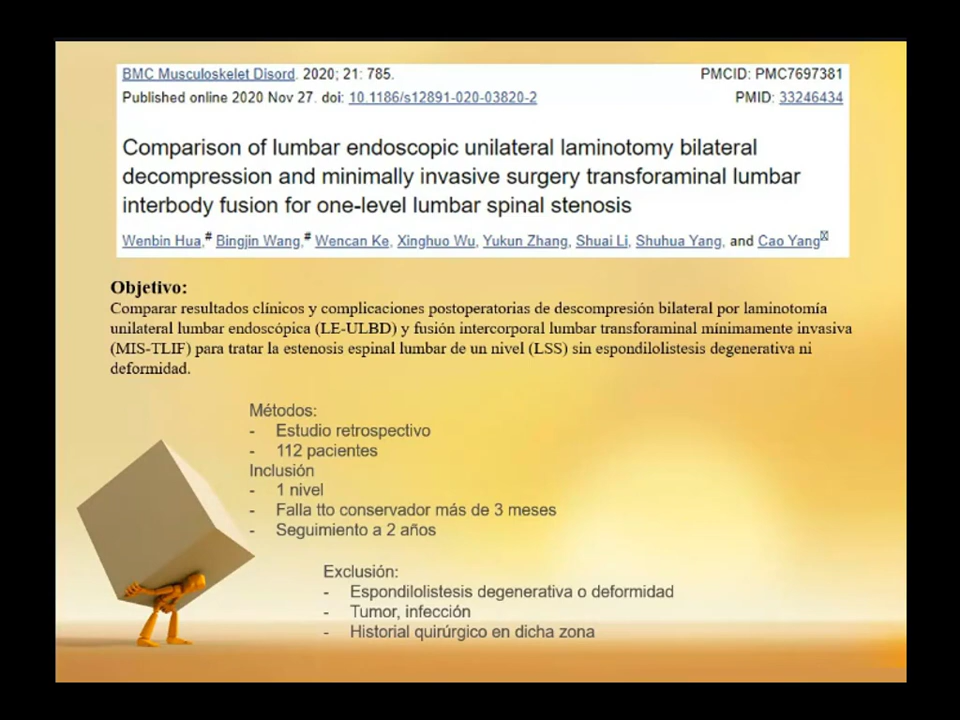 BMC Musculoskelet Disord. 2020; 21: 785.
PMCID: PMC7697381
Published online 2020 Nov 27. doi: 10.1186/s12891-020-03820-2
PMID: 33246434
Comparison of lumbar endoscopic unilateral laminotomy bilateral
decompression and minimally invasive surgery transforaminal lumbar
interbody fusion for one-level lumbar spinal stenosis
Wenbin Hua,# Bingjin Wang,# Wencan Ke, Xinghuo Wu, Yukun Zhang, Shuai Li, Shuhua Yang, and Cao Yang✉
Objetivo:
Comparar resultados clínicos y complicaciones postoperatorias de descompresión bilateral por laminotomía
unilateral lumbar endoscópica (LE-ULBD) y fusión intercorporal lumbar transforaminal mínimamente invasiva
(MIS-TLIF) para tratar la estenosis espinal lumbar de un nivel (LSS) sin espondilolistesis degenerativa ni
deformidad.
Métodos:
- Estudio retrospectivo
- 112 pacientes
Inclusión
- 1 nivel
- Falla tto conservador más de 3 meses
- Seguimiento a 2 años
Exclusión:
- Espondilolistesis degenerativa o deformidad
- Tumor, infección
- Historial quirúrgico en dicha zona